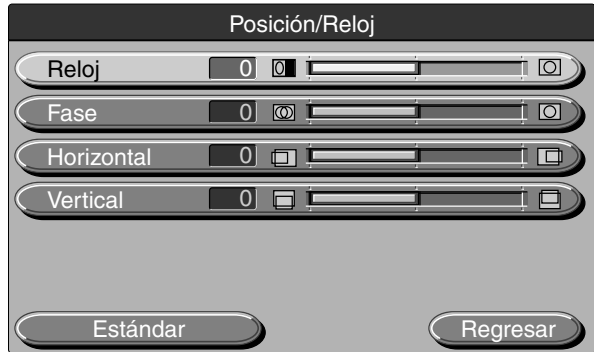 Posición/Reloj
Reloj 0
Fase 0
Horizontal 0
Vertical 0
Estándar Regresar